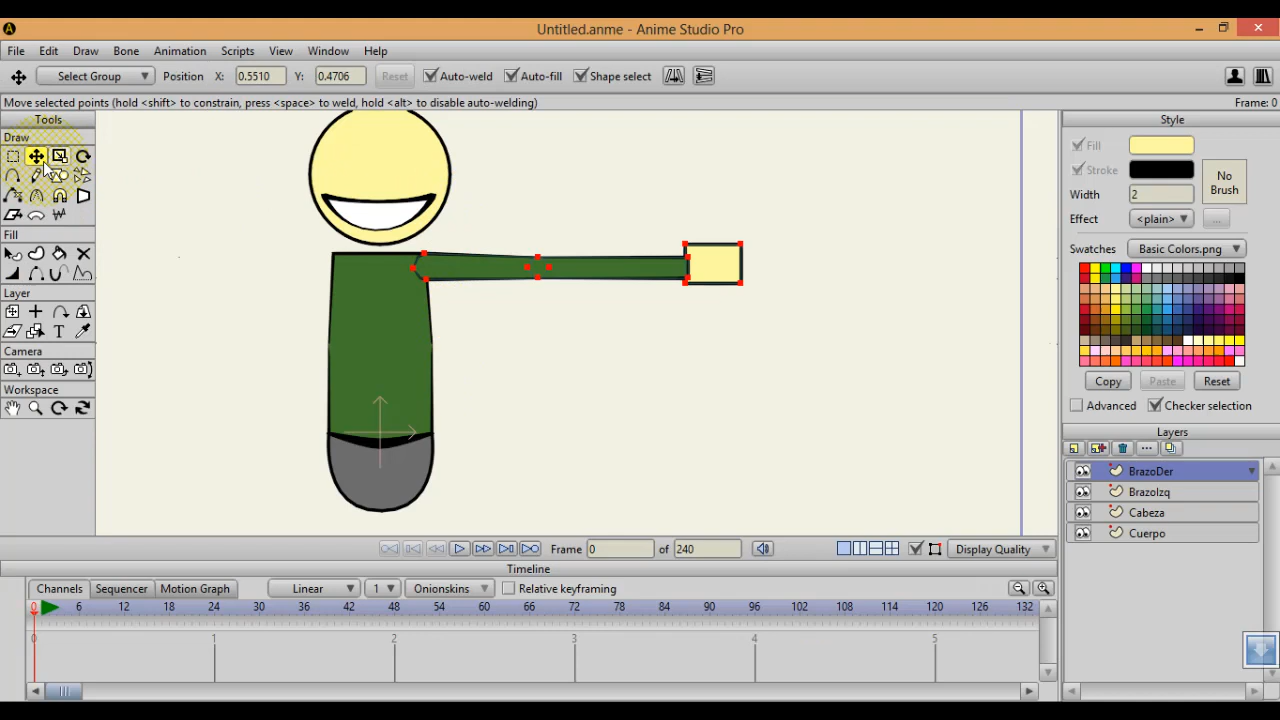 Untitled.anme - Anime Studio Pro
File Edit Draw Bone Animation Scripts View Window Help
Select Group Position X: 0.5510 Y: 0.4706 Reset Auto-weld Auto-fill Shape select
Move selected points (hold <shift> to constrain, press <space> to weld, hold <alt> to disable auto-welding) Frame: 0
Tools
Draw
Fill
Layer
Camera
Workspace
Style
Fill
Stroke
No Brush
Width 2
Effect <plain> ...
Swatches Basic Colors.png
Copy Paste Reset
Advanced Checker selection
Layers
BrazoDer
BrazoIzq
Cabeza
Cuerpo
Frame 0 of 240 Display Quality
Timeline
Channels Sequencer Motion Graph Linear 1 Onionskins Relative keyframing
0 6 12 18 24 30 36 42 48 54 60 66 72 78 84 90 96 102 108 114 120 126 132
0 1 2 3 4 5